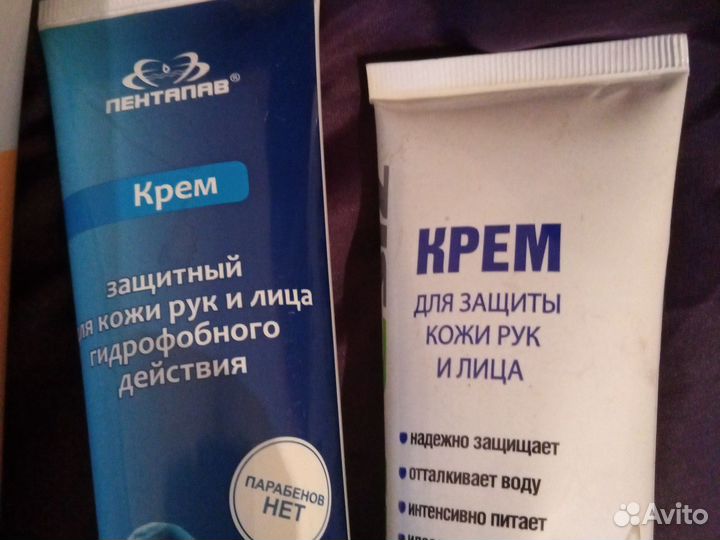 ПЕНТАПАВ®
Крем
защитный
для кожи рук и лица
гидрофобного
действия
ПАРАБЕНОВ
НЕТ
КРЕМ
ДЛЯ ЗАЩИТЫ
КОЖИ РУК
И ЛИЦА
надежно защищает
отталкивает воду
интенсивно питает
Avito